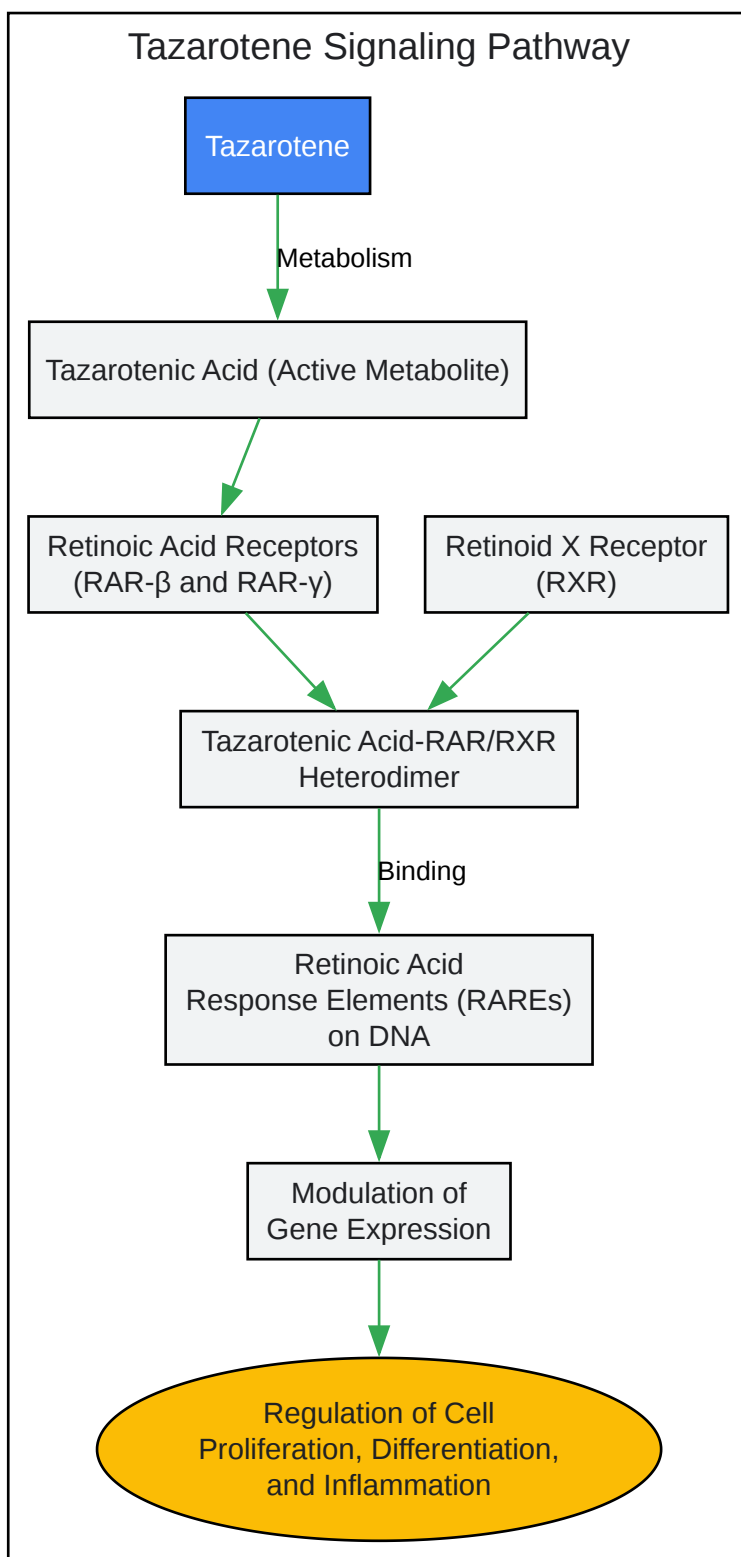 Tazarotene Signaling Pathway
Tazarotene
Metabolism
Tazarotenic Acid (Active Metabolite)
Retinoic Acid Receptors
(RAR-β and RAR-γ)
Retinoid X Receptor
(RXR)
Tazarotenic Acid-RAR/RXR
Heterodimer
Binding
Retinoic Acid
Response Elements (RAREs)
on DNA
Modulation of
Gene Expression
Regulation of Cell
Proliferation, Differentiation,
and Inflammation